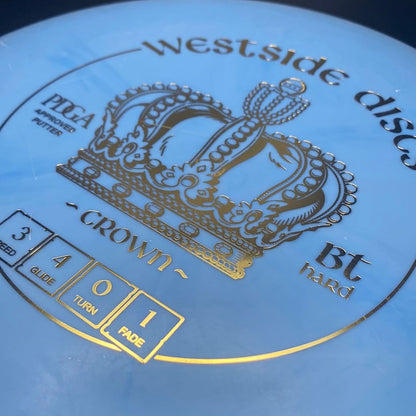 Westside Discs
PDGA
APPROVED
PUTTER
~ CROWN ~
BT
hard
3 4 0 1
SPEED GLIDE TURN FADE